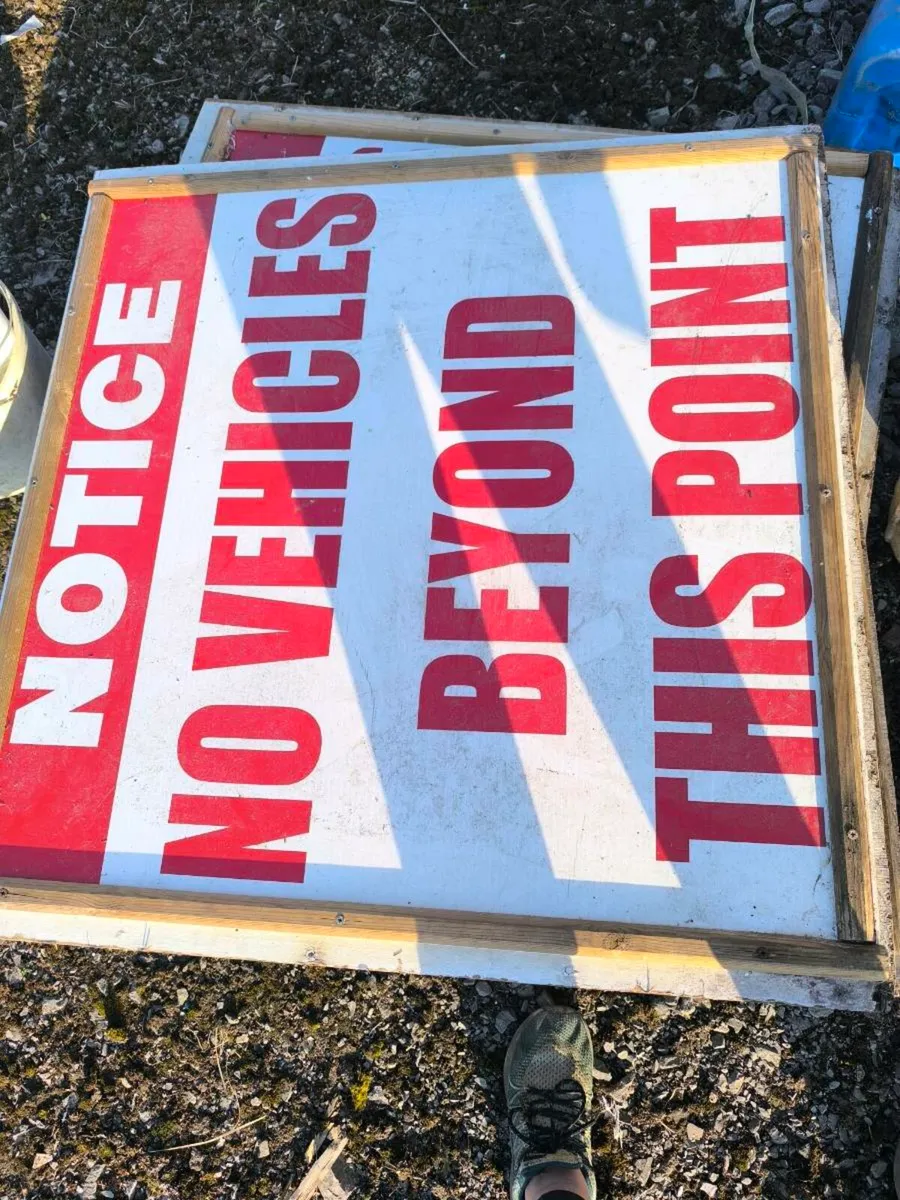 NOTICE
NO VEHICLES
BEYOND
THIS POINT